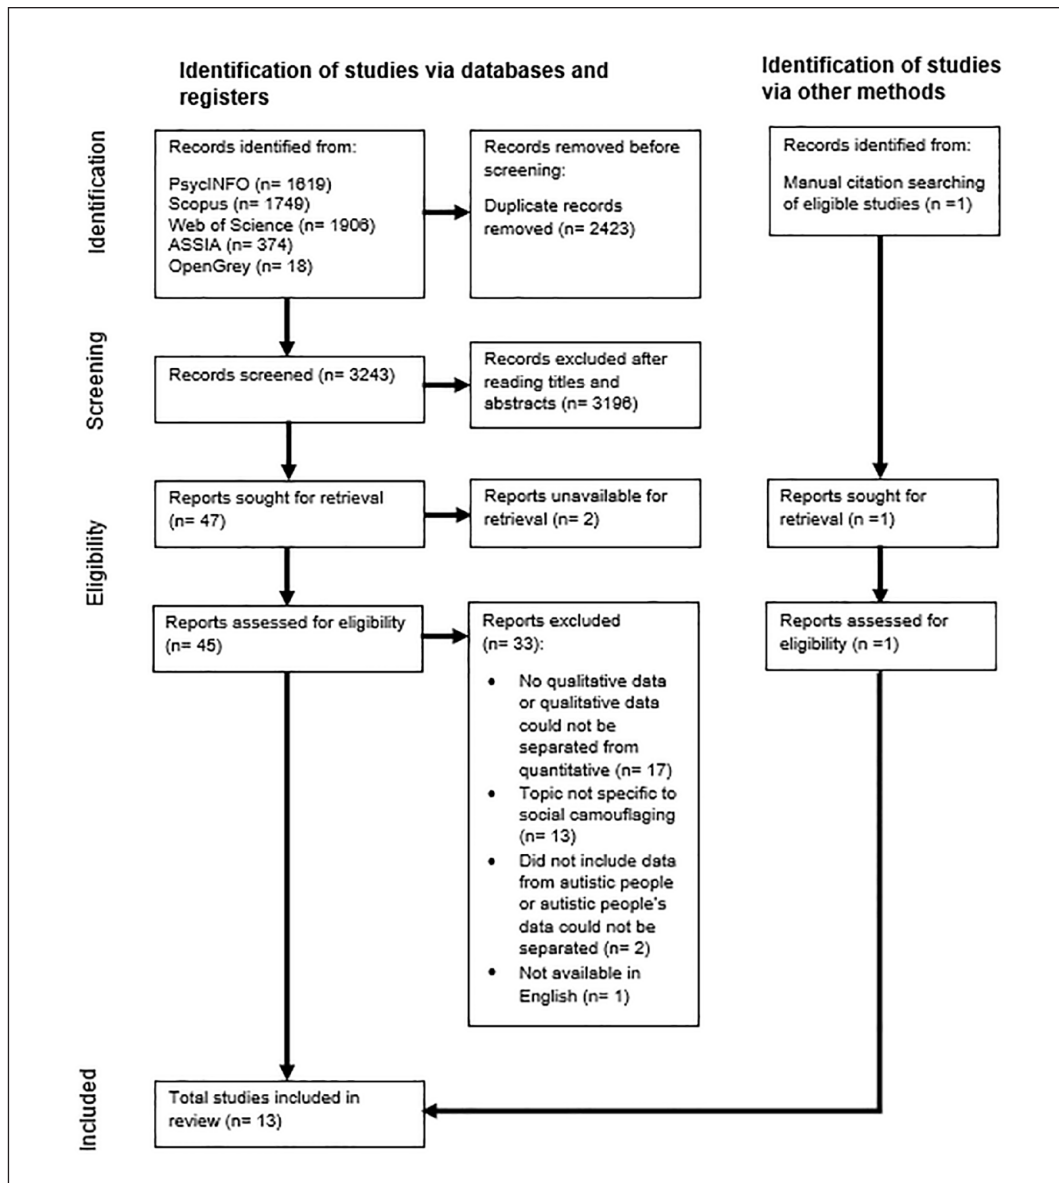 Identification of studies via databases and
registers
Identification of studies
via other methods
Identification
Records identified from:
PsycINFO (n= 1619)
Scopus (n= 1749)
Web of Science (n= 1906)
ASSIA (n= 374)
OpenGrey (n= 18)
Records removed before
screening:
Duplicate records
removed (n= 2423)
Records identified from:
Manual citation searching
of eligible studies (n =1)
Screening
Records screened (n= 3243)
Records excluded after
reading titles and
abstracts (n= 3196)
Eligibility
Reports sought for retrieval
(n= 47)
Reports unavailable for
retrieval (n= 2)
Reports sought for
retrieval (n =1)
Reports assessed for eligibility
(n= 45)
Reports excluded
(n= 33):
• No qualitative data
or qualitative data
could not be
separated from
quantitative (n= 17)
• Topic not specific to
social camouflaging
(n= 13)
• Did not include data
from autistic people
or autistic people's
data could not be
separated (n= 2)
• Not available in
English (n= 1)
Reports assessed for
eligibility (n =1)
Included
Total studies included in
review (n= 13)